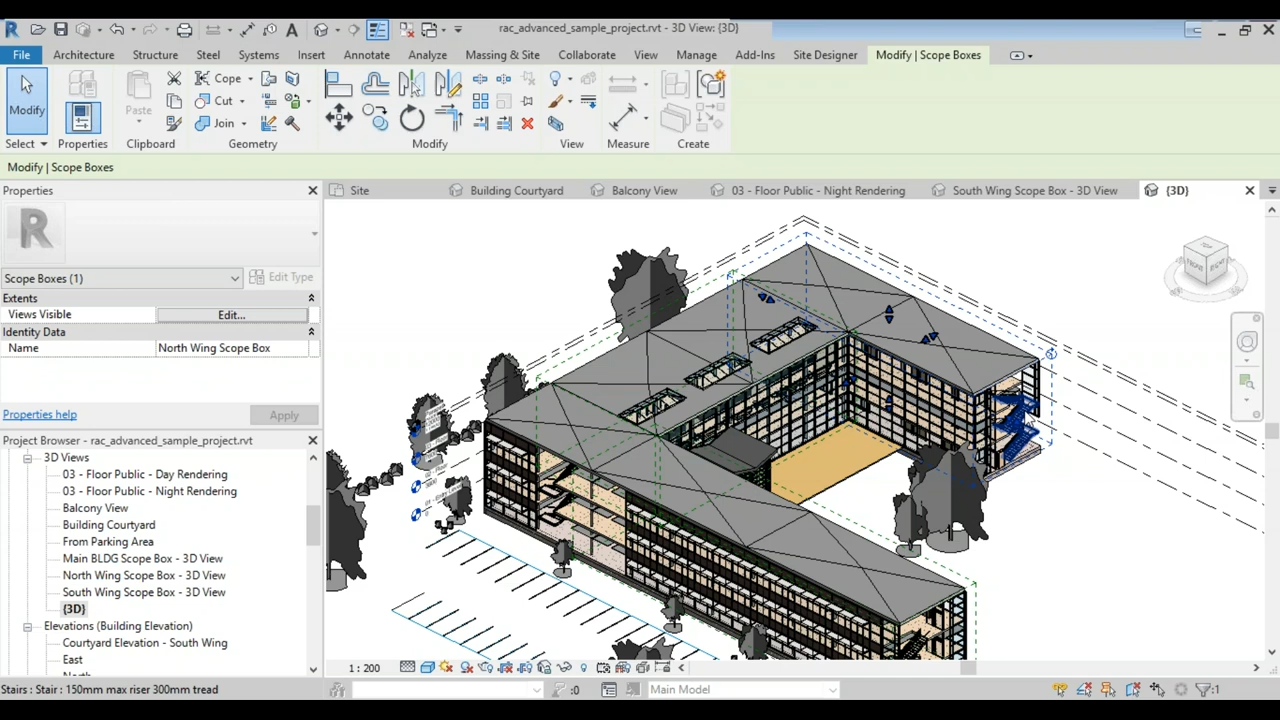 rac_advanced_sample_project.rvt - 3D View: {3D}
File Architecture Structure Steel Systems Insert Annotate Analyze Massing & Site Collaborate View Manage Add-Ins Site Designer Modify | Scope Boxes
Modify Properties Paste Cope Cut Join
Select Properties Clipboard Geometry Modify View Measure Create
Modify | Scope Boxes
Properties
Site Building Courtyard Balcony View 03 - Floor Public - Night Rendering South Wing Scope Box - 3D View {3D}
Scope Boxes (1) Edit Type
Extents
Views Visible Edit...
Identity Data
Name North Wing Scope Box
Properties help Apply
Project Browser - rac_advanced_sample_project.rvt
3D Views
03 - Floor Public - Day Rendering
03 - Floor Public - Night Rendering
Balcony View
Building Courtyard
From Parking Area
Main BLDG Scope Box - 3D View
North Wing Scope Box - 3D View
South Wing Scope Box - 3D View
{3D}
Elevations (Building Elevation)
Courtyard Elevation - South Wing
East
North
TOP
FRONT
RIGHT
1 : 200
Stairs : Stair : 150mm max riser 300mm tread
:0
Main Model
:1